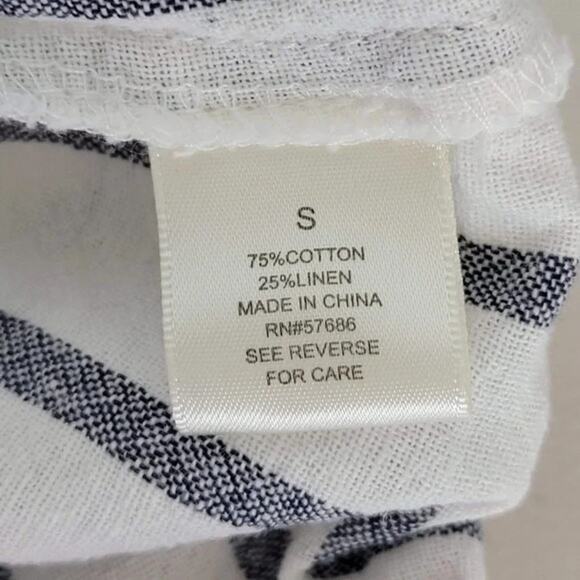 S
75%COTTON
25%LINEN
MADE IN CHINA
RN#57686
SEE REVERSE
FOR CARE